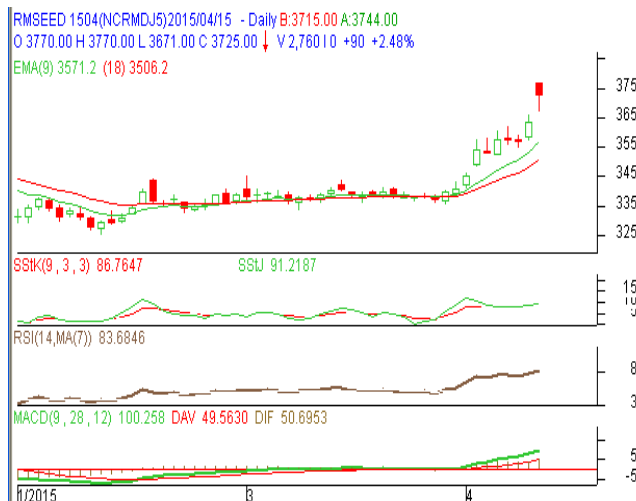 RMSEED 1504(NCRMDJ5)2015/04/15 - Daily B:3715.00 A:3744.00
O 3770.00 H 3770.00 L 3671.00 C 3725.00 V 2,760 I 0 +90 +2.48%
EMA(9) 3571.2 (18) 3506.2
375
365
355
345
335
325
SStK(9 , 3 , 3) 86.7647 SStJ 91.2187
15
10
5
RSI(14,MA(7)) 83.6846
8
3
MACD(9 , 28 , 12) 100.258 DAV 49.5630 DIF 50.6953
5
-5
1/2015 3 4